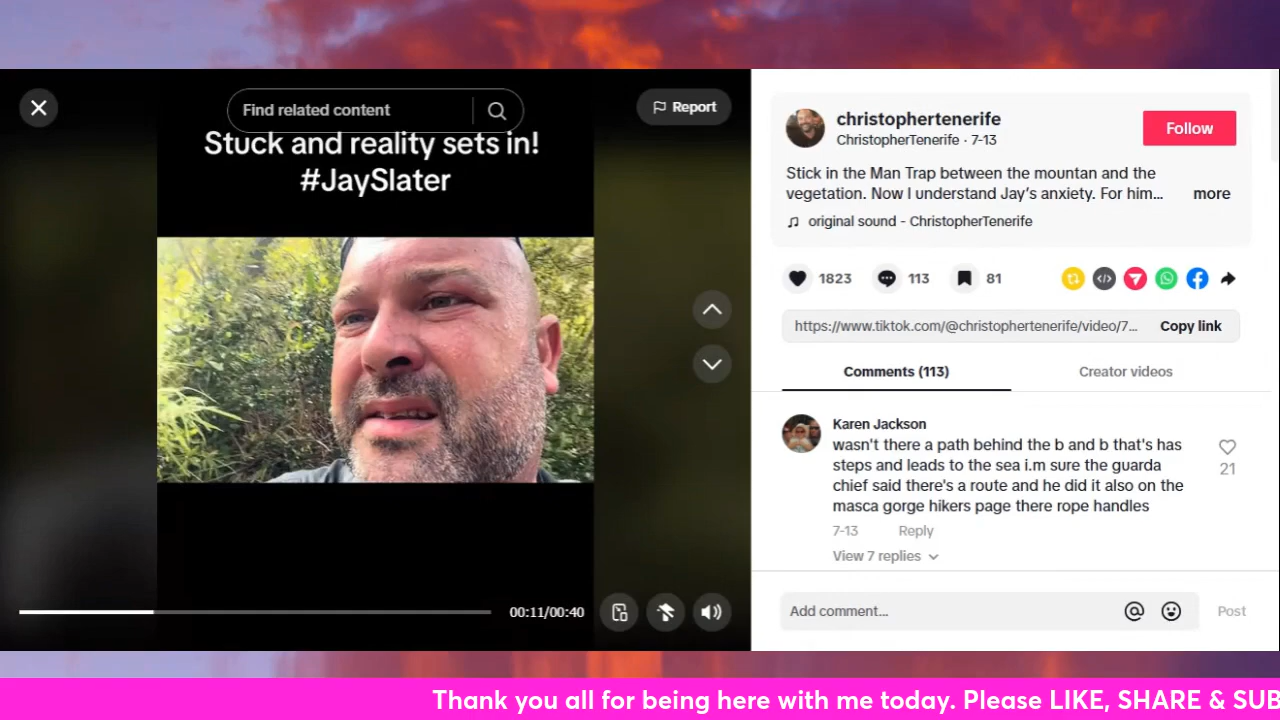 Find related content
Report
Stuck and reality sets in!
#JaySlater
00:11/00:40
christophertenerife
ChristopherTenerife · 7-13
Follow
Stick in the Man Trap between the mountain and the
vegetation. Now I understand Jay's anxiety. For him... more
original sound - ChristopherTenerife
1823
113
81
https://www.tiktok.com/@christophertenerife/video/7...
Copy link
Comments (113)
Creator videos
Karen Jackson
wasn't there a path behind the b and b that's has
steps and leads to the sea i.m sure the guarda
chief said there's a route and he did it also on the
masca gorge hikers page there rope handles
21
7-13
Reply
View 7 replies
Add comment...
Post
Thank you all for being here with me today. Please LIKE, SHARE & SUB